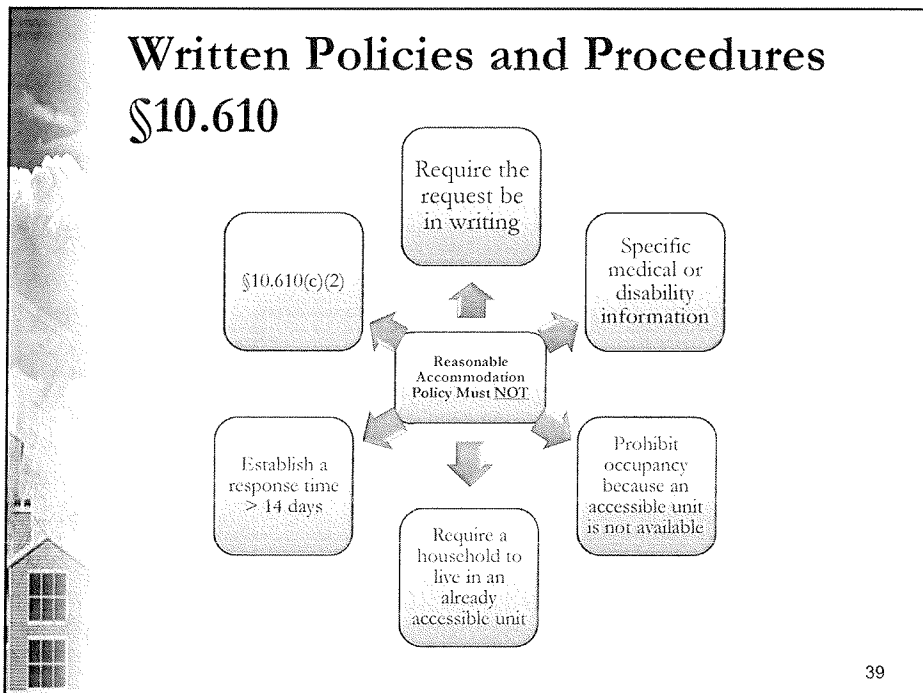 Written Policies and Procedures
§10.610
Require the
request be
in writing
Specific
medical or
disability
information
Prohibit
occupancy
because an
accessible unit
is not available
Require a
household to
live in an
already
accessible unit
Establish a
response time
> 14 days
§10.610(c)(2)
Reasonable
Accommodation
Policy Must NOT
39